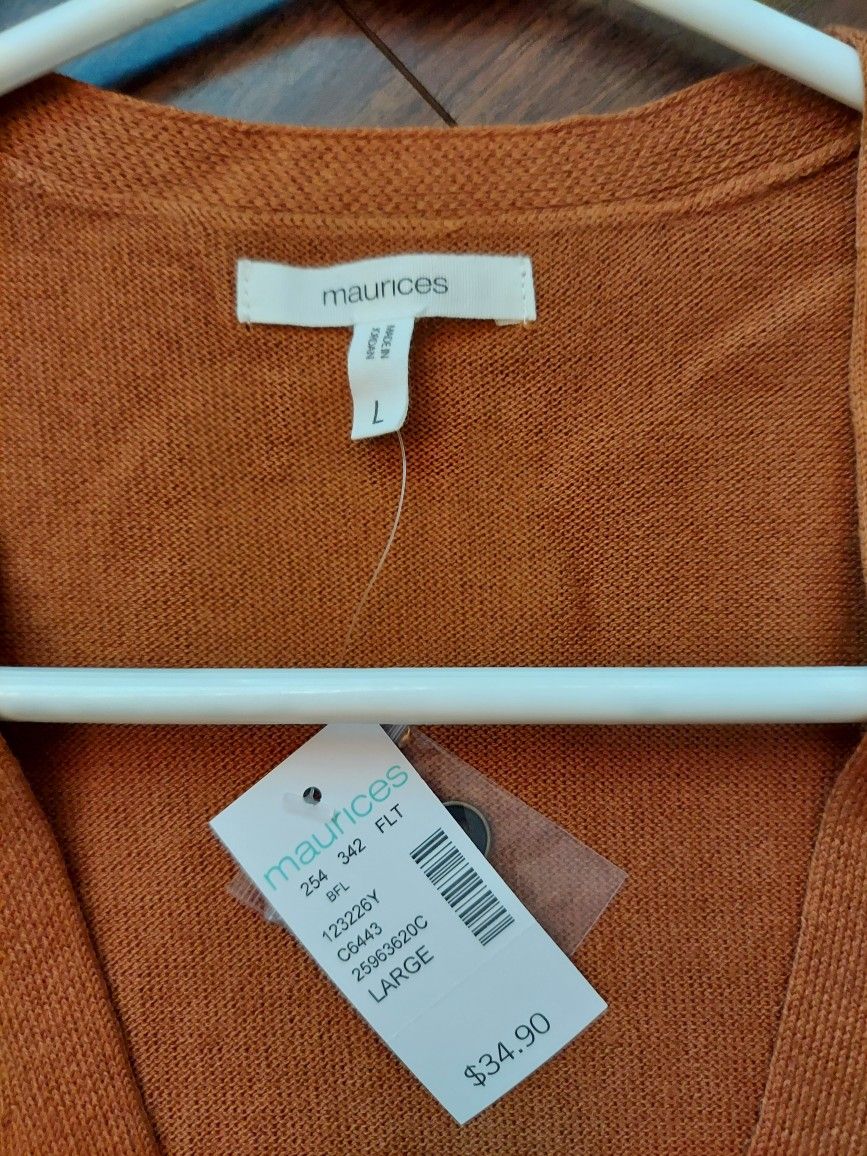 maurices
MADE IN
JORDAN
L
maurices
254 342 FLT
BFL
123226Y
C6443
25963620C
LARGE
$34.90